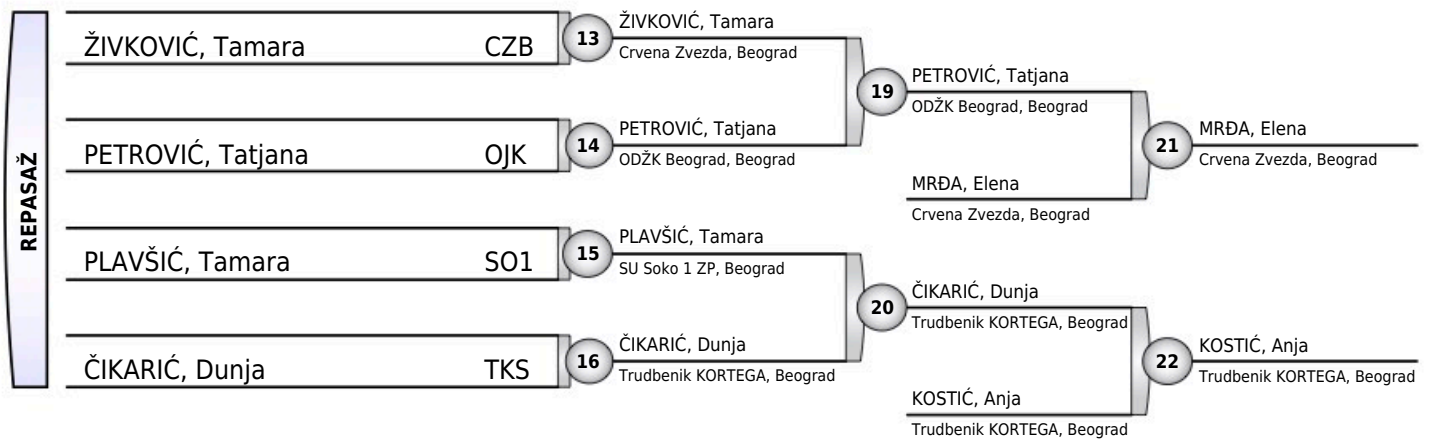 REPASAŽ
ŽIVKOVIĆ, Tamara CZB
PETROVIĆ, Tatjana OJK
PLAVŠIĆ, Tamara SO1
ČIKARIĆ, Dunja TKS
13
ŽIVKOVIĆ, Tamara
Crvena Zvezda, Beograd
14
PETROVIĆ, Tatjana
ODŽK Beograd, Beograd
15
PLAVŠIĆ, Tamara
SU Soko 1 ZP, Beograd
16
ČIKARIĆ, Dunja
Trudbenik KORTEGA, Beograd
19
PETROVIĆ, Tatjana
ODŽK Beograd, Beograd
MRĐA, Elena
Crvena Zvezda, Beograd
20
ČIKARIĆ, Dunja
Trudbenik KORTEGA, Beograd
KOSTIĆ, Anja
Trudbenik KORTEGA, Beograd
21
MRĐA, Elena
Crvena Zvezda, Beograd
22
KOSTIĆ, Anja
Trudbenik KORTEGA, Beograd